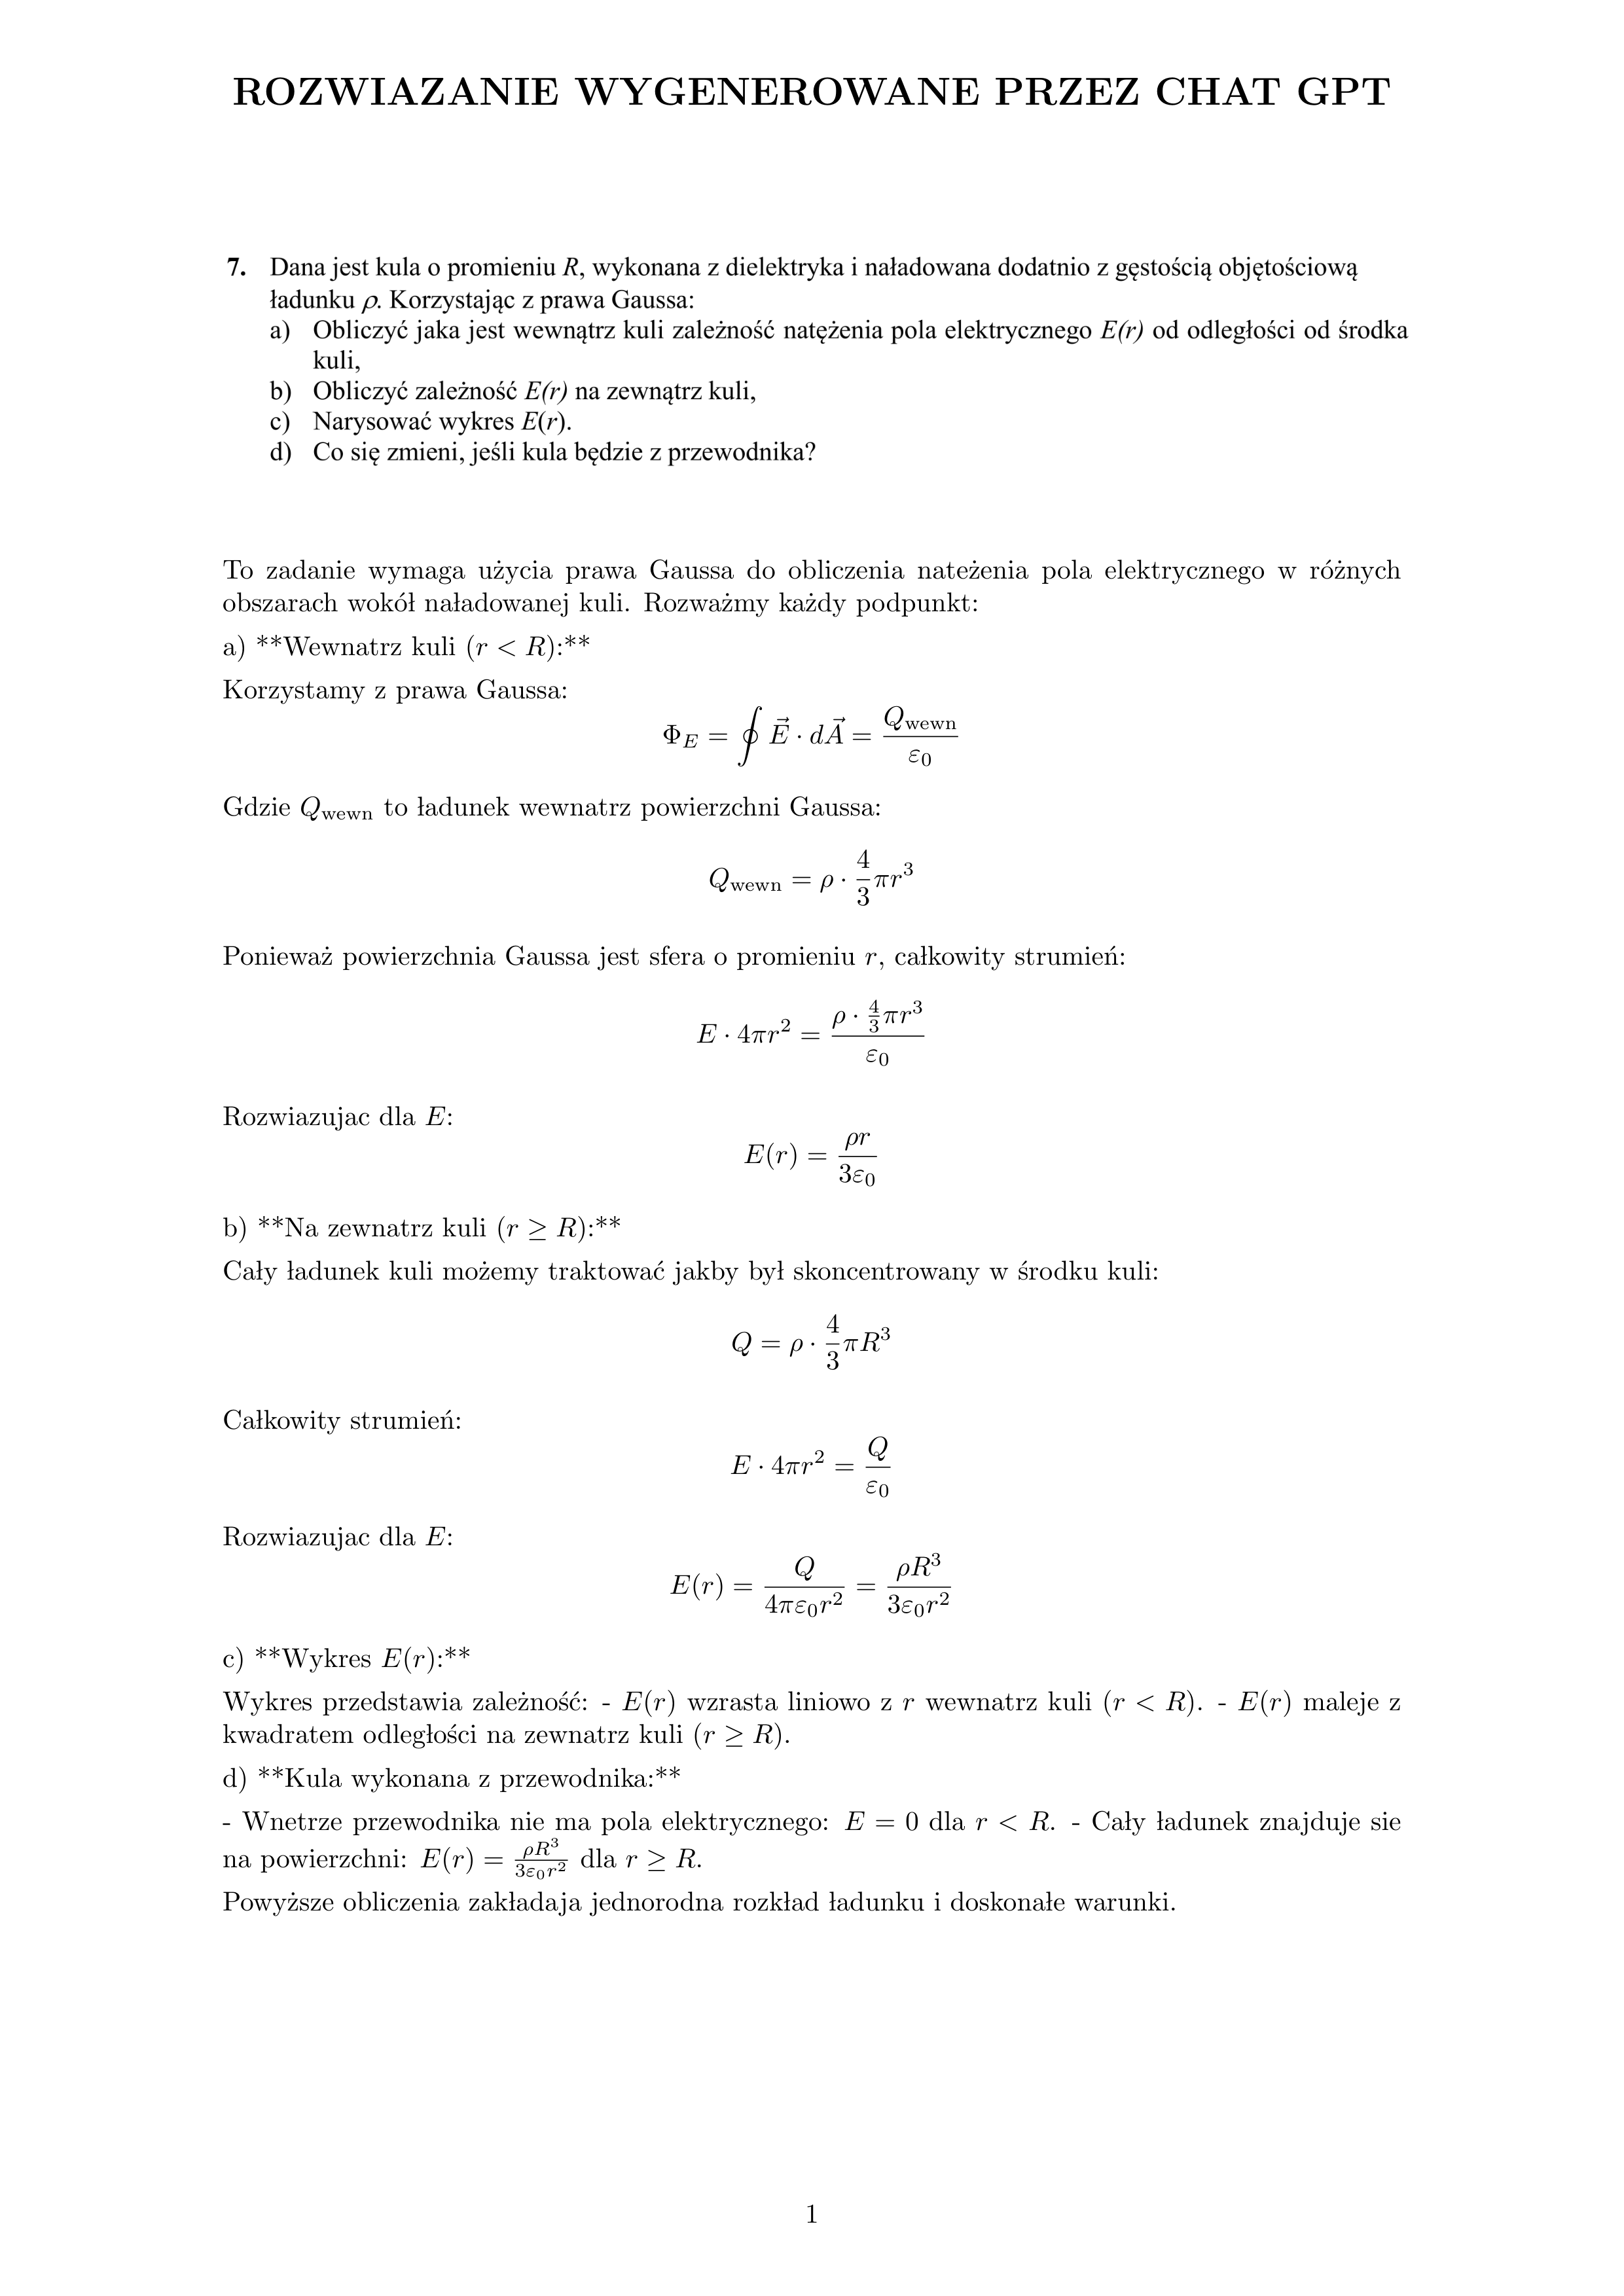 ROZWIAZANIE WYGENEROWANE PRZEZ CHAT GPT
7. Dana jest kula o promieniu R, wykonana z dielektryka i naładowana dodatnio z gęstością objętościową
ładunku ρ. Korzystając z prawa Gaussa:
a) Obliczyć jaka jest wewnątrz kuli zależność natężenia pola elektrycznego E(r) od odległości od środka
kuli,
b) Obliczyć zależność E(r) na zewnątrz kuli,
c) Narysować wykres E(r).
d) Co się zmieni, jeśli kula będzie z przewodnika?
To zadanie wymaga użycia prawa Gaussa do obliczenia nateżenia pola elektrycznego w różnych
obszarach wokół naładowanej kuli. Rozważmy każdy podpunkt:
a) **Wewnatrz kuli (r < R):**
Korzystamy z prawa Gaussa:
$\Phi_E = \oint \vec{E} \cdot d\vec{A} = \frac{Q_{\text{wewn}}}{\varepsilon_0}$
Gdzie $Q_{\text{wewn}}$ to ładunek wewnatrz powierzchni Gaussa:
$Q_{\text{wewn}} = \rho \cdot \frac{4}{3}\pi r^3$
Ponieważ powierzchnia Gaussa jest sfera o promieniu r, całkowity strumień:
$E \cdot 4\pi r^2 = \frac{\rho \cdot \frac{4}{3}\pi r^3}{\varepsilon_0}$
Rozwiazujac dla E:
$E(r) = \frac{\rho r}{3\varepsilon_0}$
b) **Na zewnatrz kuli (r ≥ R):**
Cały ładunek kuli możemy traktować jakby był skoncentrowany w środku kuli:
$Q = \rho \cdot \frac{4}{3}\pi R^3$
Całkowity strumień:
$E \cdot 4\pi r^2 = \frac{Q}{\varepsilon_0}$
Rozwiazujac dla E:
$E(r) = \frac{Q}{4\pi\varepsilon_0 r^2} = \frac{\rho R^3}{3\varepsilon_0 r^2}$
c) **Wykres E(r):**
Wykres przedstawia zależność: - E(r) wzrasta liniowo z r wewnatrz kuli (r < R). - E(r) maleje z
kwadratem odległości na zewnatrz kuli (r ≥ R).
d) **Kula wykonana z przewodnika:**
- Wnetrze przewodnika nie ma pola elektrycznego: E = 0 dla r < R. - Cały ładunek znajduje sie
na powierzchni: $E(r) = \frac{\rho R^3}{3\varepsilon_0 r^2}$ dla r ≥ R.
Powyższe obliczenia zakładaja jednorodna rozkład ładunku i doskonałe warunki.
1